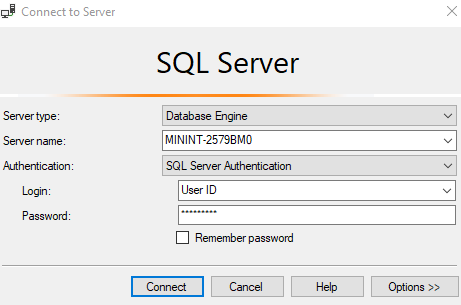 Connect to Server
SQL Server
Server type: Database Engine
Server name: MININT-2579BM0
Authentication: SQL Server Authentication
Login: User ID
Password: *********
Remember password
Connect Cancel Help Options >>